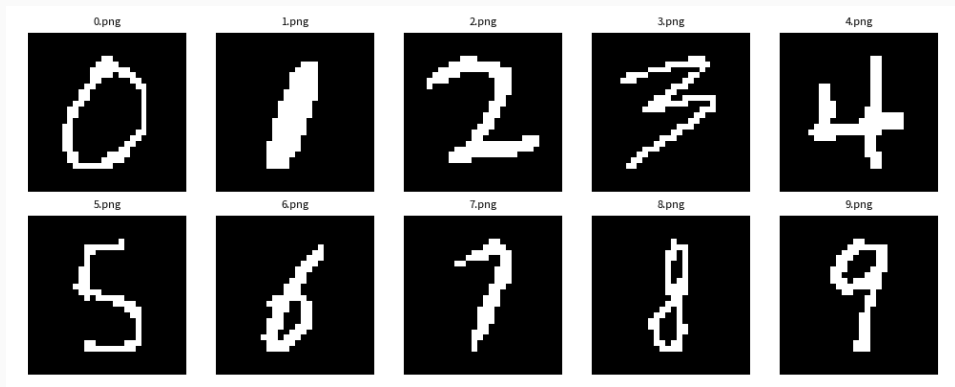 0.png 1.png 2.png 3.png 4.png
0 1 2 3 4
5.png 6.png 7.png 8.png 9.png
5 6 7 8 9